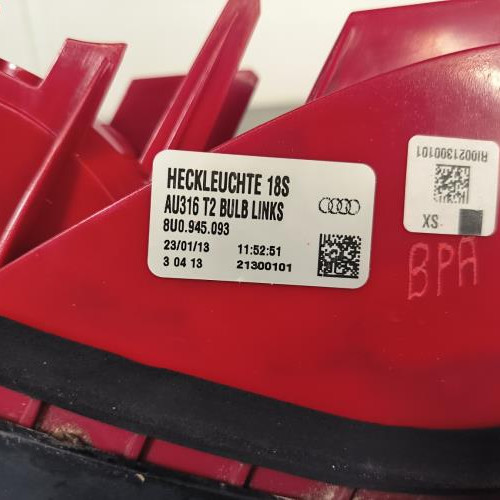 HECKLEUCHTE 18S
AU316 T2 BULB LINKS
8U0.945.093
23/01/13 11:52:51
3 04 13 21300101
RI0021300101
SX
BPA